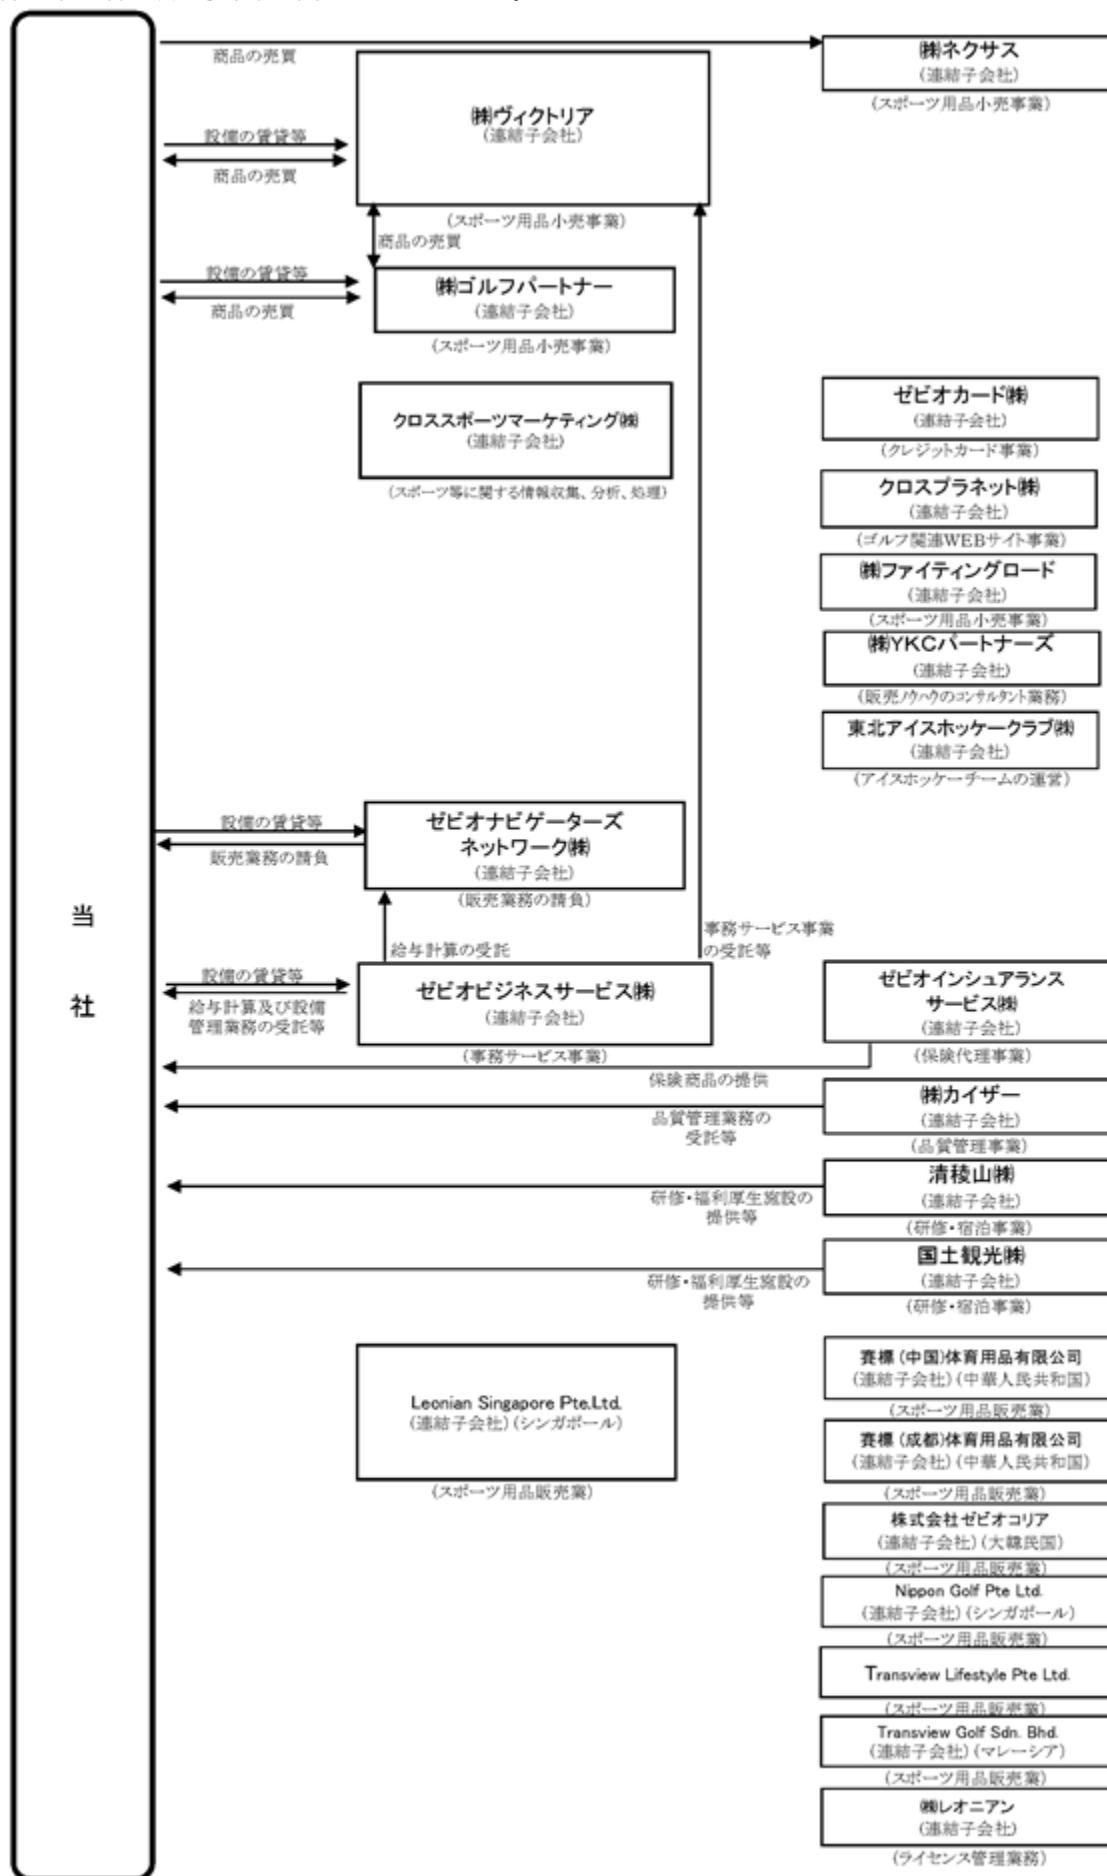 商品の売買
㈱ネクサス
(連結子会社)
(スポーツ用品小売事業)
㈱ヴィクトリア
(連結子会社)
設備の賃貸等
商品の売買
(スポーツ用品小売事業)
商品の売買
設備の賃貸等
商品の売買
㈱ゴルフパートナー
(連結子会社)
(スポーツ用品小売事業)
クロススポーツマーケティング㈱
(連結子会社)
(スポーツ等に関する情報収集、分析、処理)
ゼビオカード㈱
(連結子会社)
(クレジットカード事業)
クロスプラネット㈱
(連結子会社)
(ゴルフ関連WEBサイト事業)
㈱ファイティングロード
(連結子会社)
(スポーツ用品小売事業)
㈱YKCパートナーズ
(連結子会社)
(販売ノウハウのコンサルタント業務)
東北アイスホッケークラブ㈱
(連結子会社)
(アイスホッケーチームの運営)
設備の賃貸等
販売業務の請負
ゼビオナビゲーターズ
ネットワーク㈱
(連結子会社)
(販売業務の請負)
当
社
給与計算の受託
事務サービス事業
の受託等
設備の賃貸等
給与計算及び設備
管理業務の受託等
ゼビオビジネスサービス㈱
(連結子会社)
(事務サービス事業)
ゼビオインシュアランス
サービス㈱
(連結子会社)
(保険代理事業)
保険商品の提供
㈱カイザー
(連結子会社)
(品質管理事業)
品質管理業務の
受託等
清稜山㈱
(連結子会社)
(研修・宿泊事業)
研修・福利厚生施設の
提供等
国土観光㈱
(連結子会社)
(研修・宿泊事業)
研修・福利厚生施設の
提供等
Leonian Singapore Pte.Ltd.
(連結子会社)(シンガポール)
(スポーツ用品販売業)
賽標(中国)体育用品有限公司
(連結子会社)(中華人民共和国)
(スポーツ用品販売業)
賽標(成都)体育用品有限公司
(連結子会社)(中華人民共和国)
(スポーツ用品販売業)
株式会社ゼビオコリア
(連結子会社)(大韓民国)
(スポーツ用品販売業)
Nippon Golf Pte Ltd.
(連結子会社)(シンガポール)
(スポーツ用品販売業)
Transview Lifestyle Pte Ltd.
(スポーツ用品販売業)
Transview Golf Sdn. Bhd.
(連結子会社)(マレーシア)
(スポーツ用品販売業)
㈱レオニアン
(連結子会社)
(ライセンス管理業務)